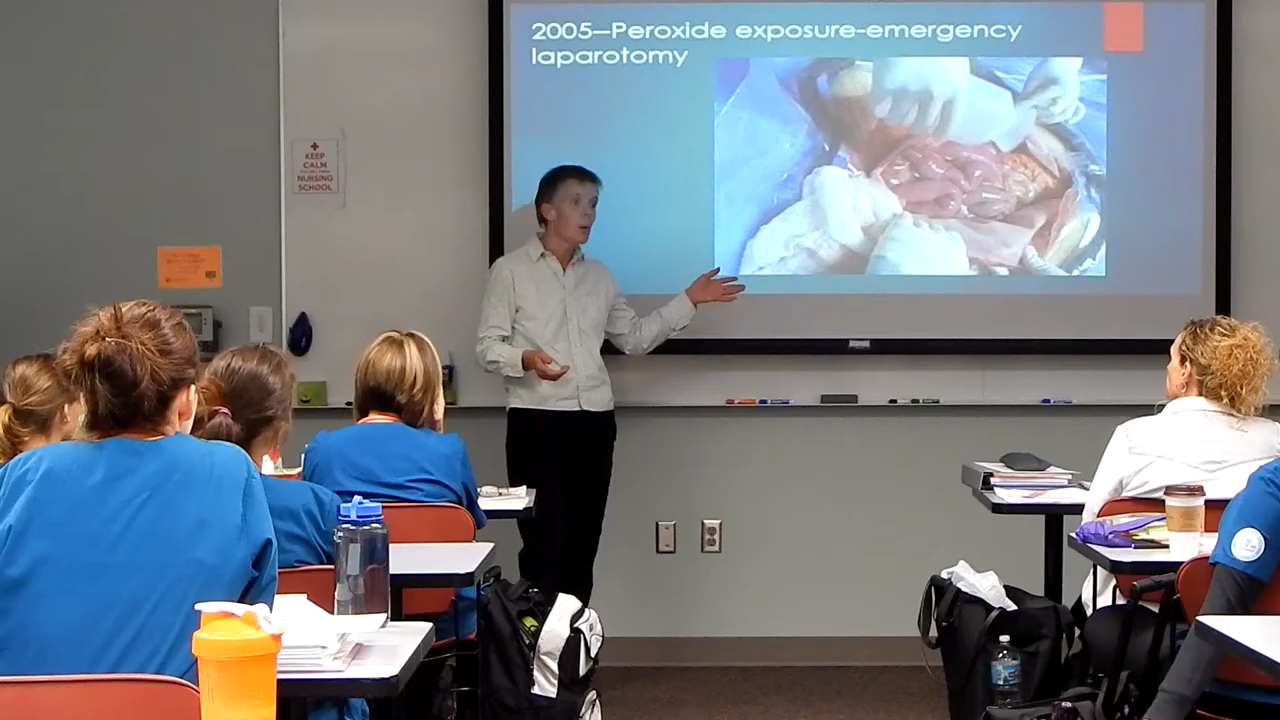 2005–Peroxide exposure-emergency
laparotomy
KEEP
CALM
NURSING
SCHOOL